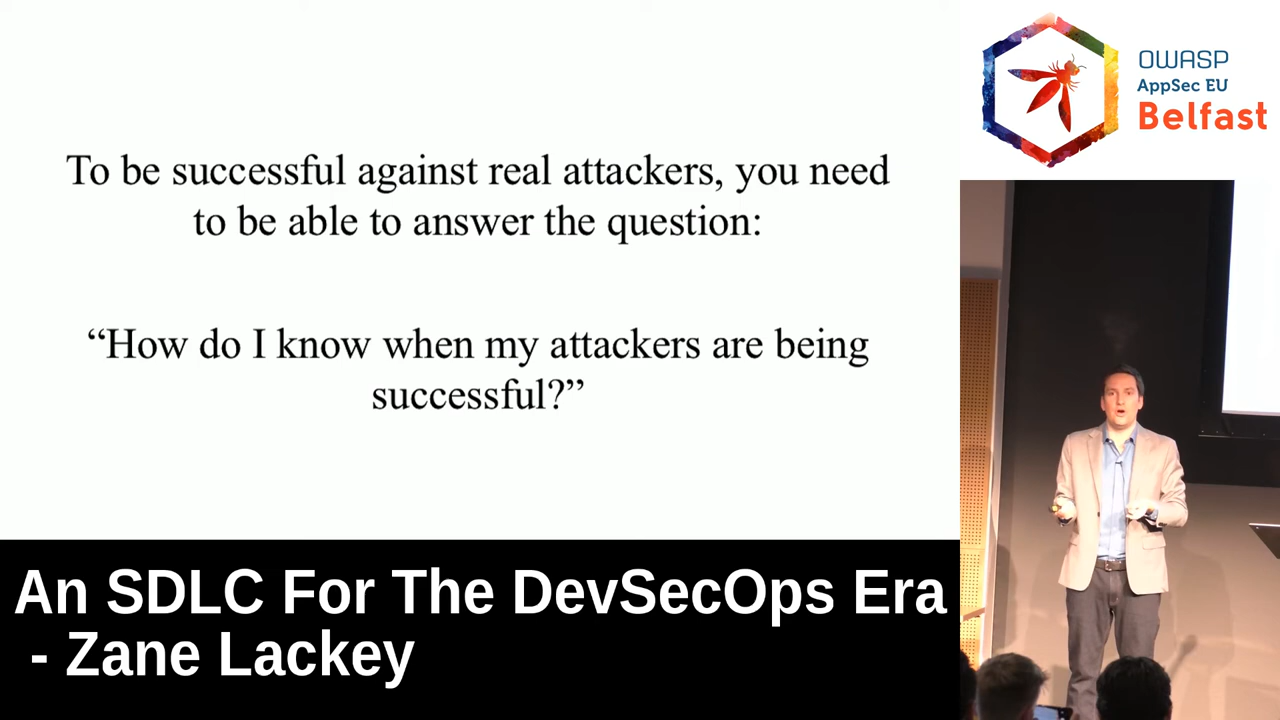 To be successful against real attackers, you need
to be able to answer the question:
“How do I know when my attackers are being
successful?”
OWASP
AppSec EU
Belfast
An SDLC For The DevSecOps Era
- Zane Lackey